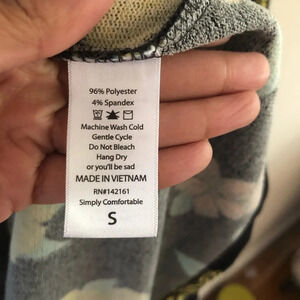 96% Polyester
4% Spandex
Machine Wash Cold
Gentle Cycle
Do Not Bleach
Hang Dry
or you'll be sad
MADE IN VIETNAM
RN#142161
Simply Comfortable
S